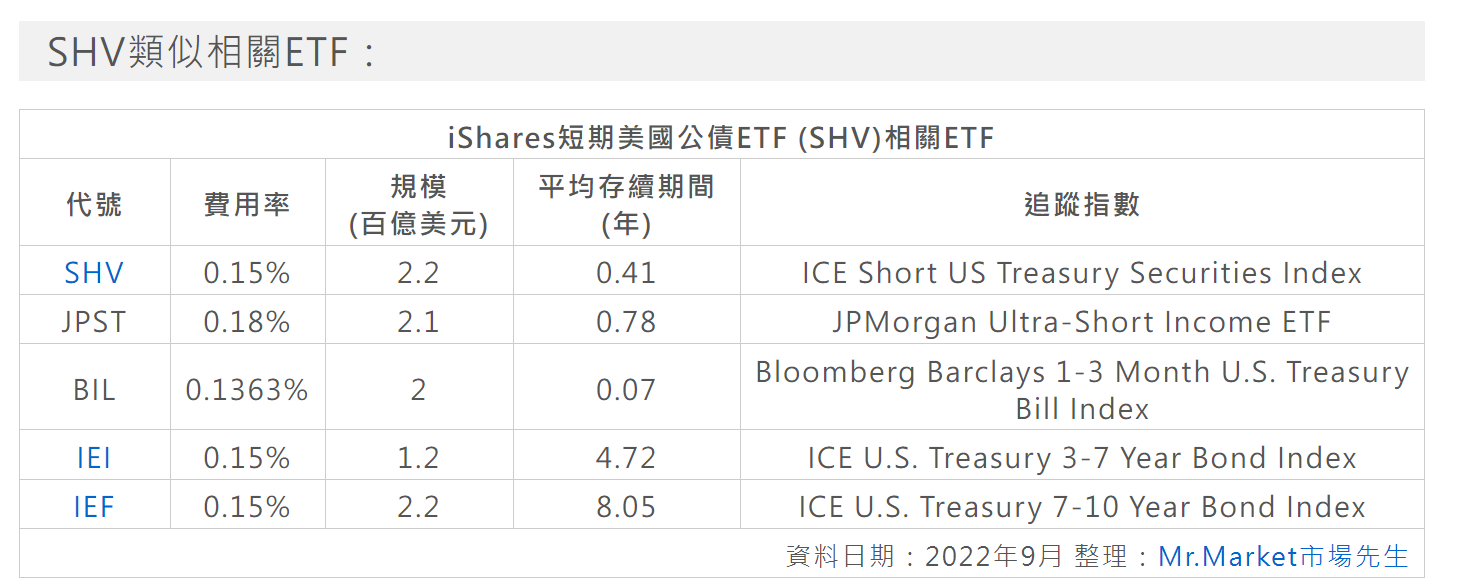 SHV類似相關ETF：
iShares短期美國公債ETF (SHV)相關ETF
代號 費用率 規模 (百億美元) 平均存續期間 (年) 追蹤指數
SHV 0.15% 2.2 0.41 ICE Short US Treasury Securities Index
JPST 0.18% 2.1 0.78 JPMorgan Ultra-Short Income ETF
BIL 0.1363% 2 0.07 Bloomberg Barclays 1-3 Month U.S. Treasury
Bill Index
IEI 0.15% 1.2 4.72 ICE U.S. Treasury 3-7 Year Bond Index
IEF 0.15% 2.2 8.05 ICE U.S. Treasury 7-10 Year Bond Index
資料日期：2022年9月 整理：Mr.Market市場先生